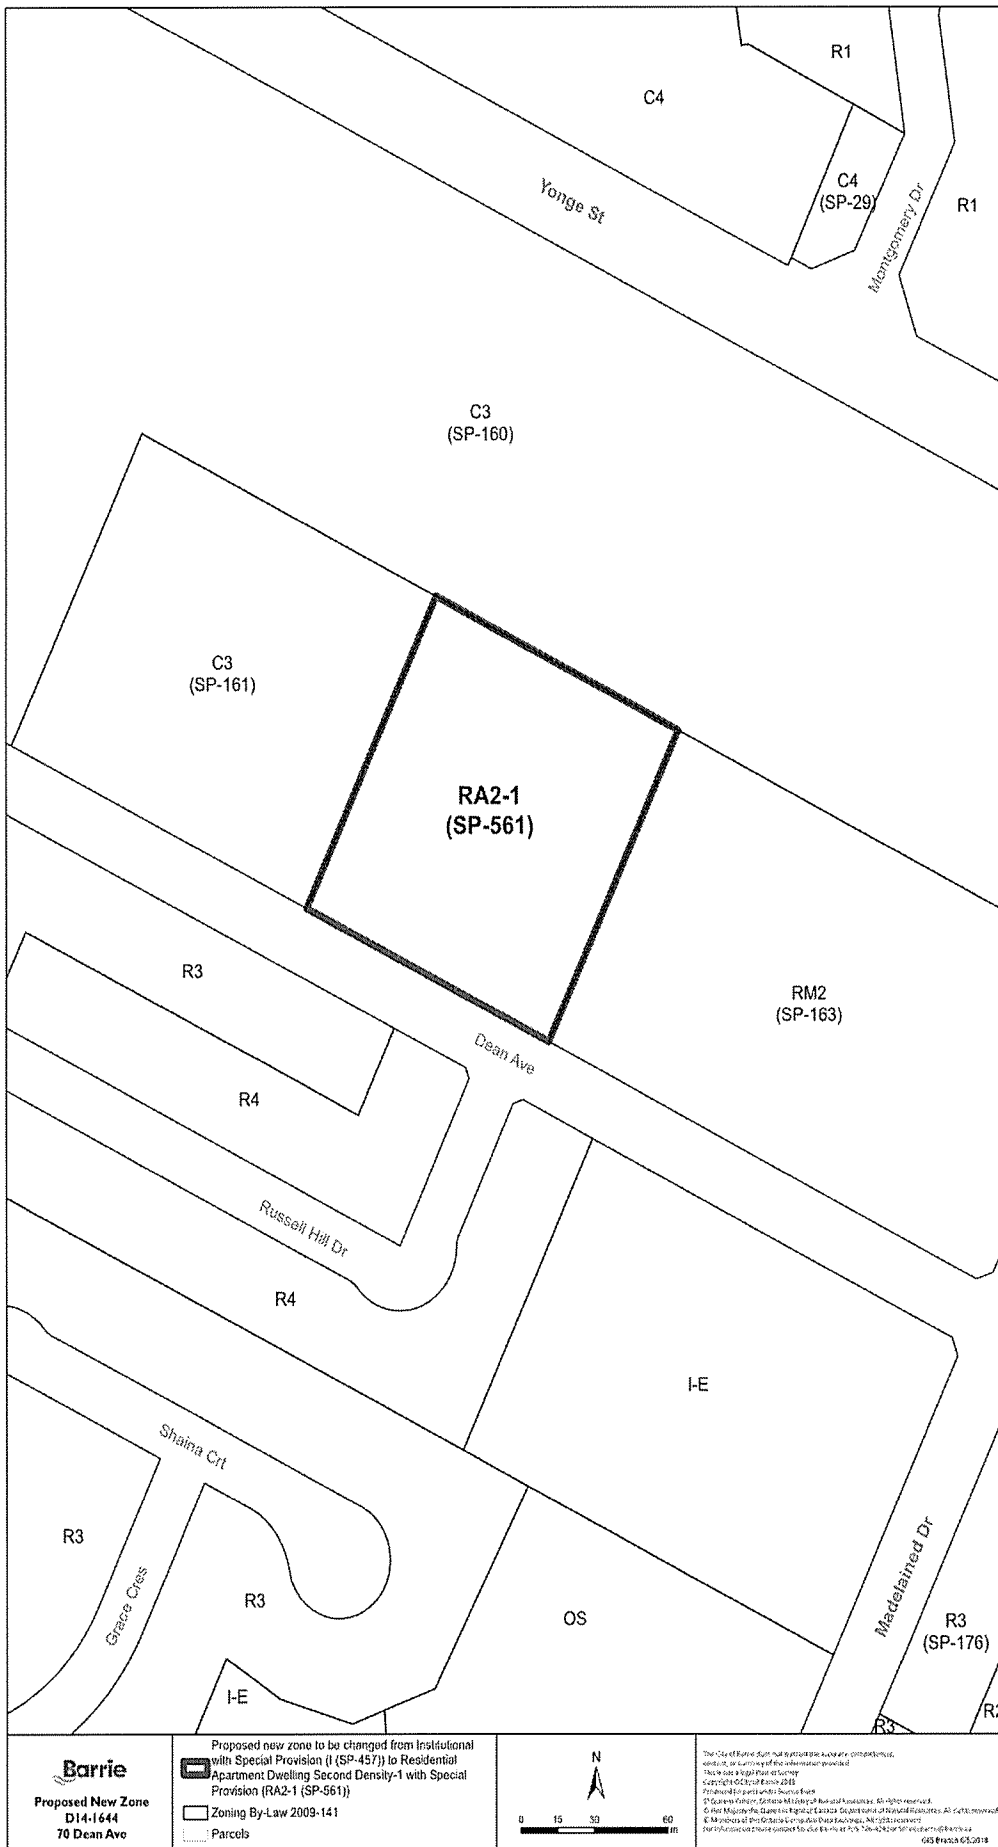 R1
C4
C4
(SP-29)
R1
Yonge St
Montgomery Dr
C3
(SP-160)
C3
(SP-161)
RA2-1
(SP-561)
R3
RM2
(SP-163)
Dean Ave
R4
Russell Hill Dr
R4
I-E
Shaina Crt
R3
Grace Cres
R3
OS
Madelaine Dr
R3
(SP-176)
I-E
R3
Barrie
Proposed New Zone
D14-1644
70 Dean Ave
Proposed new zone to be changed from Institutional
with Special Provision (I (SP-457)) to Residential
Apartment Dwelling Second Density-1 with Special
Provision (RA2-1 (SP-561))
Zoning By-Law 2009-141
Parcels
N
0 15 30 60
m